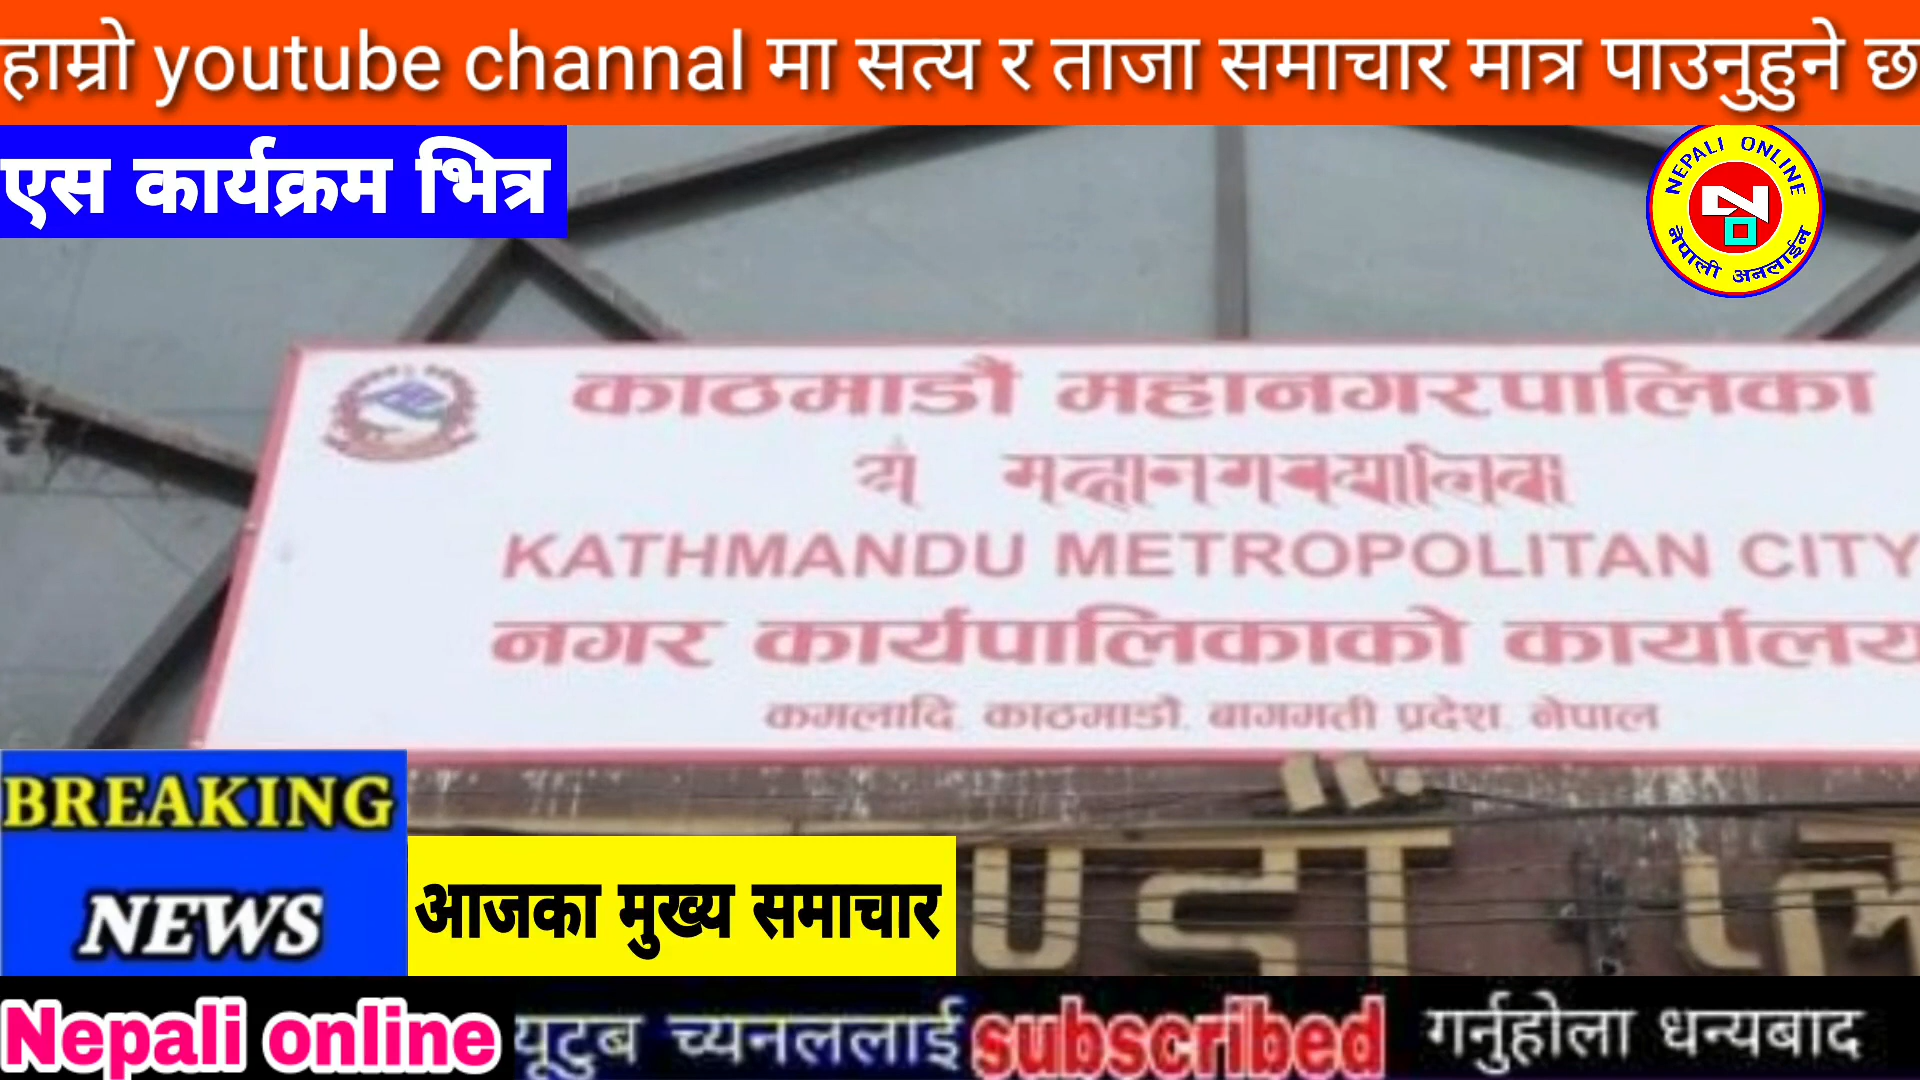 हाम्रो youtube channal मा सत्य र ताजा समाचार मात्र पाउनुहुने छ
एस कार्यक्रम भित्र
NEPALI ONLINE
NO
नेपाली अनलाईन
काठमाडौं महानगरपालिका
KATHMANDU METROPOLITAN CITY
नगर कार्यपालिकाको कार्यालय
कमलादि, काठमाडौं, बागमती प्रदेश, नेपाल
BREAKING
NEWS
आजका मुख्य समाचार
Nepali online यूटुब च्यनललाई subscribed गर्नुहोला धन्यबाद